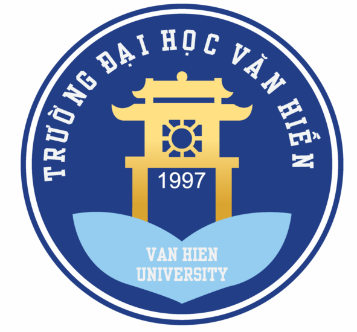 TRƯỜNG ĐẠI HỌC VĂN HIẾN
1997
VAN HIEN
UNIVERSITY